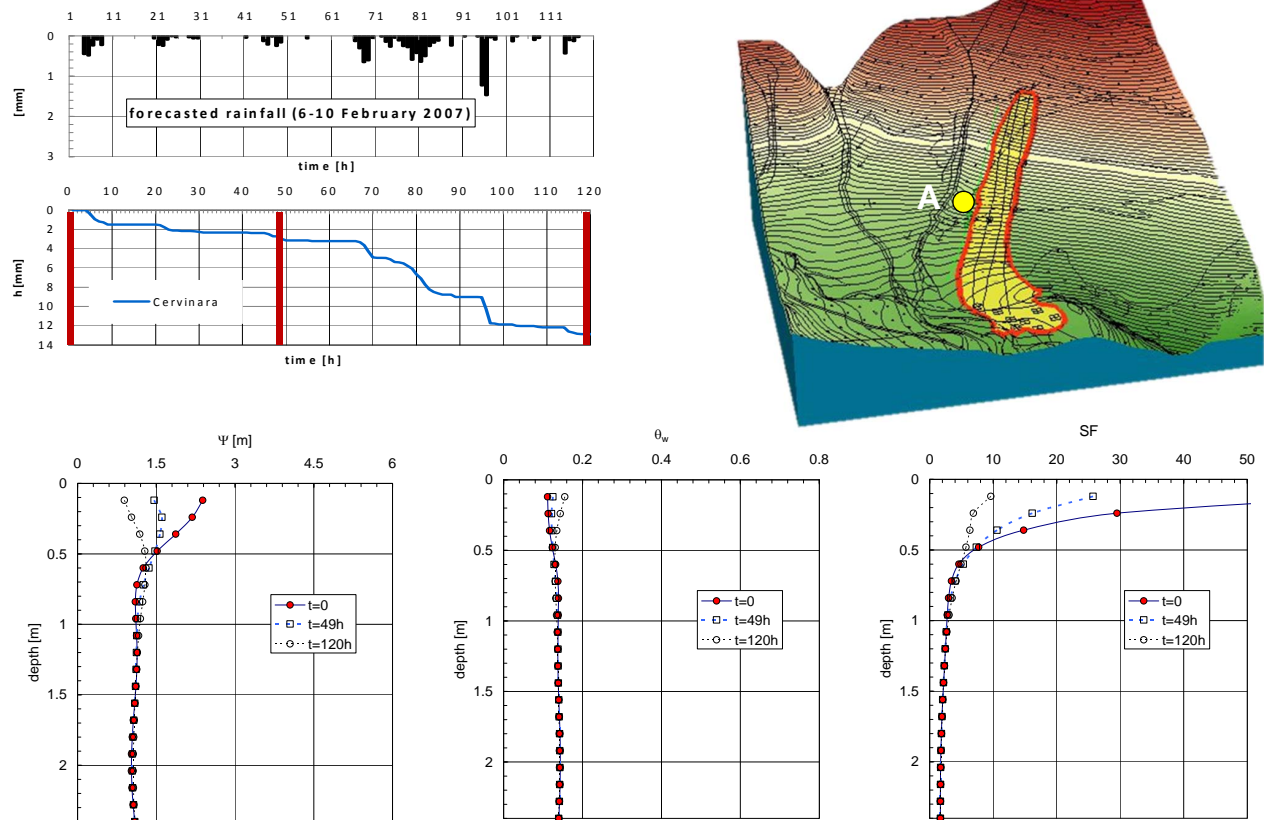 1 11 21 31 41 51 61 71 81 91 101 111
0
1
2
3
[mm]
forecasted rainfall (6-10 February 2007)
time [h]
0 10 20 30 40 50 60 70 80 90 100 110 120
0
2
4
6
8
10
12
14
h [mm]
Cervinara
time [h]
A
Ψ [m]
0 1.5 3 4.5 6
0
0.5
1
1.5
2
depth [m]
t=0
t=49h
t=120h
θw
0 0.2 0.4 0.6 0.8
0
0.5
1
1.5
2
depth [m]
t=0
t=49h
t=120h
SF
0 10 20 30 40 50
0
0.5
1
1.5
2
depth [m]
t=0
t=49h
t=120h